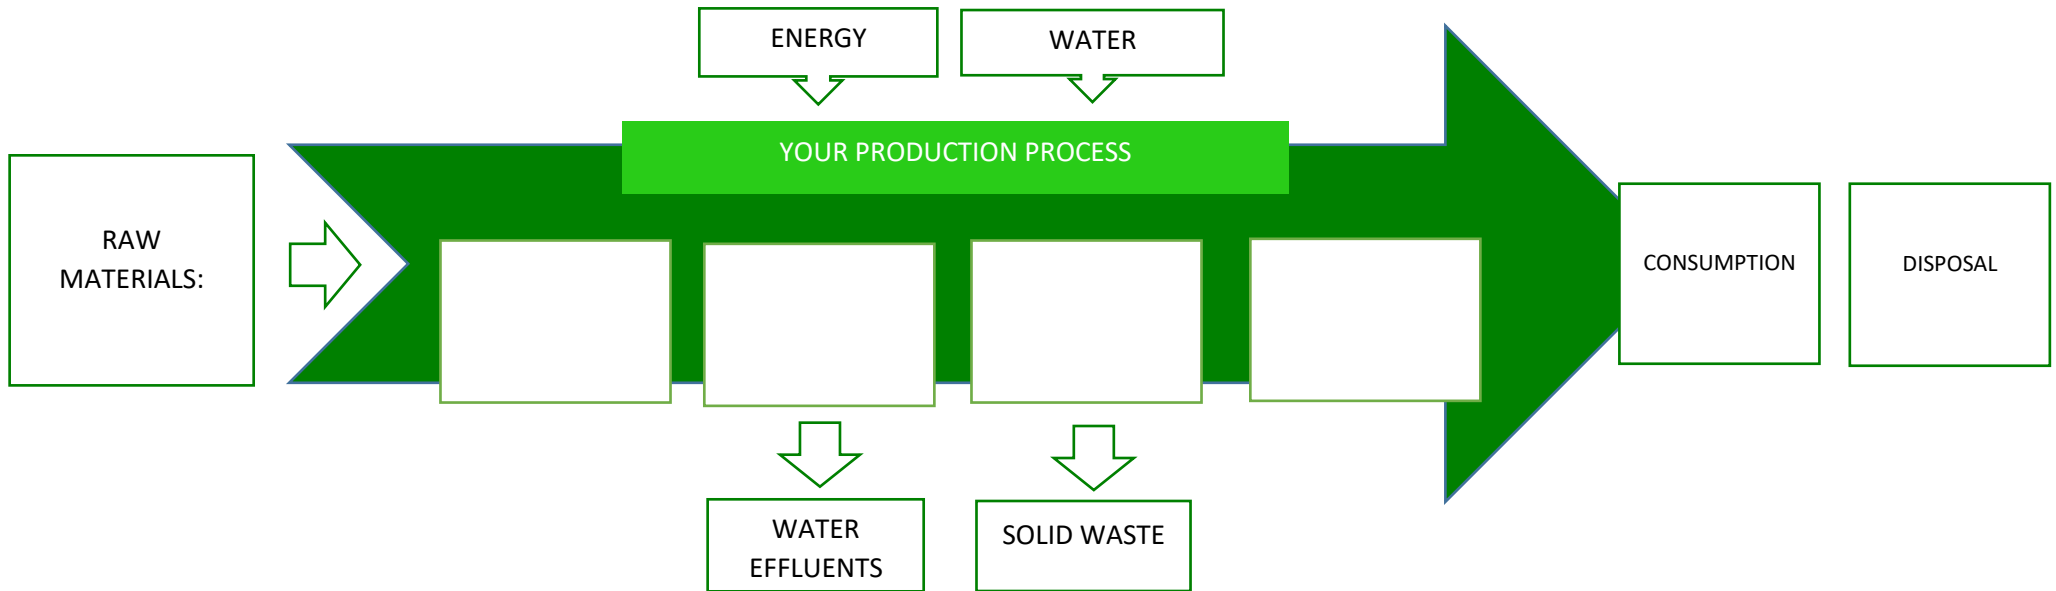 ENERGY
WATER
YOUR PRODUCTION PROCESS
RAW
MATERIALS:
CONSUMPTION
DISPOSAL
WATER
EFFLUENTS
SOLID WASTE